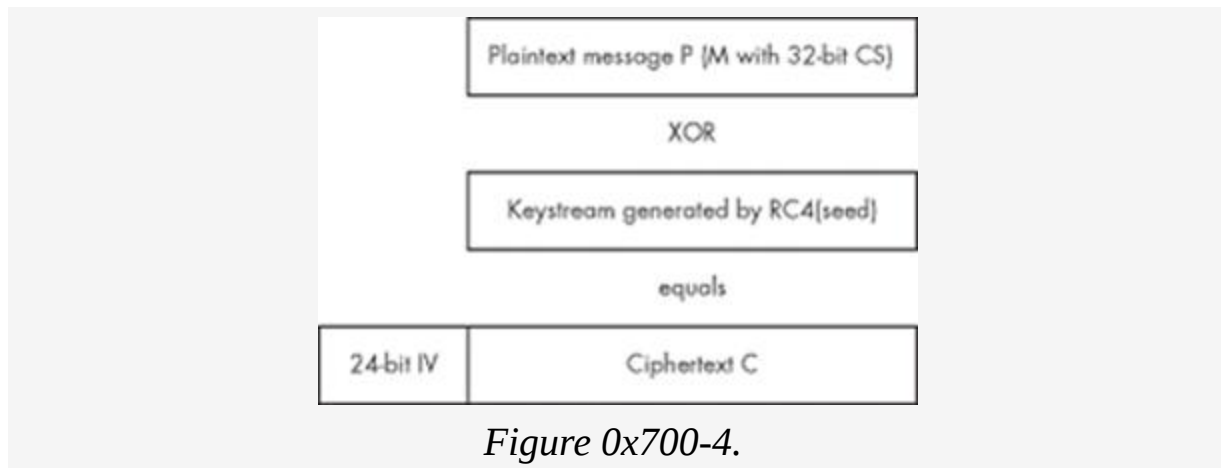 Plaintext message P (M with 32-bit CS)
XOR
Keystream generated by RC4(seed)
equals
24-bit IV
Ciphertext C
Figure 0x700-4.